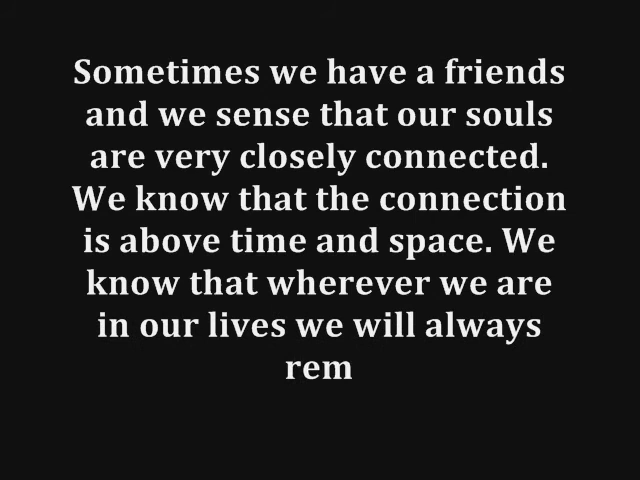 Sometimes we have a friends
and we sense that our souls
are very closely connected.
We know that the connection
is above time and space. We
know that wherever we are
in our lives we will always
rem